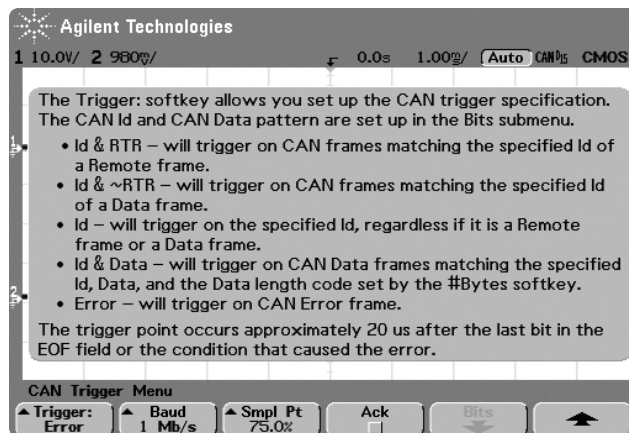 Agilent Technologies
1 10.0V/ 2 980mV/ 0.0s 1.00ms/ Auto CAN D15 CMOS
The Trigger: softkey allows you set up the CAN trigger specification.
The CAN Id and CAN Data pattern are set up in the Bits submenu.
• Id & RTR – will trigger on CAN frames matching the specified Id of
a Remote frame.
• Id & ~RTR – will trigger on CAN frames matching the specified Id
of a Data frame.
• Id – will trigger on the specified Id, regardless if it is a Remote
frame or a Data frame.
• Id & Data – will trigger on CAN Data frames matching the specified
Id, Data, and the Data length code set by the #Bytes softkey.
• Error – will trigger on CAN Error frame.
The trigger point occurs approximately 20 us after the last bit in the
EOF field or the condition that caused the error.
1
2
CAN Trigger Menu
Trigger: Baud Smpl Pt Ack Bits
Error 1 Mb/s 75.0%